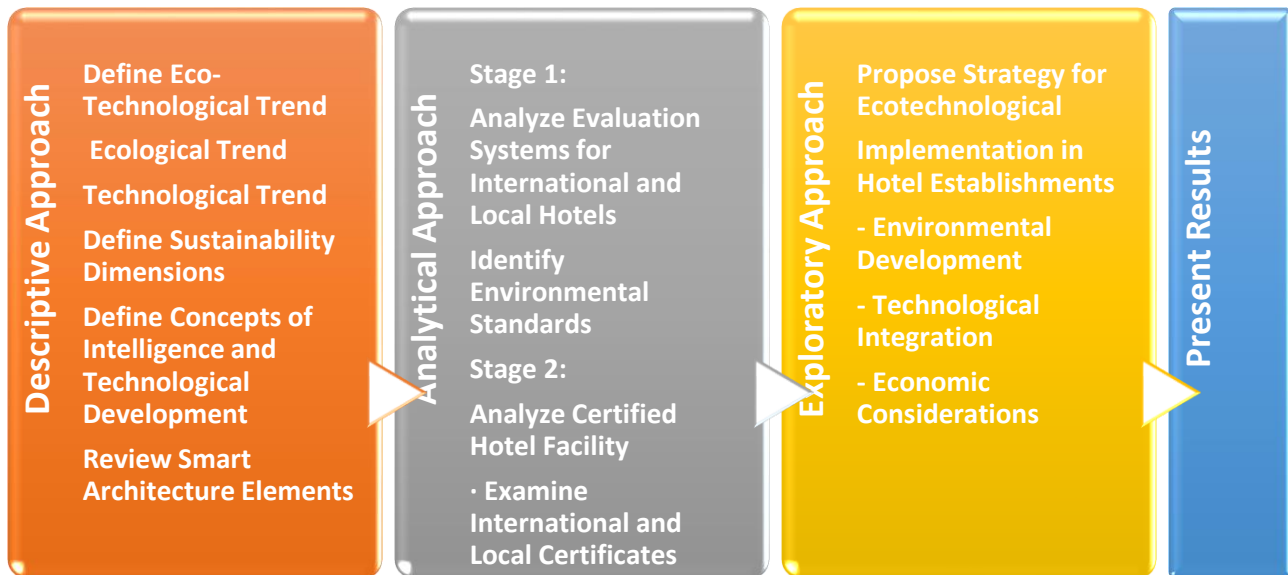 Descriptive Approach
Define Eco-
Technological Trend
Ecological Trend
Technological Trend
Define Sustainability
Dimensions
Define Concepts of
Intelligence and
Technological
Development
Review Smart
Architecture Elements
Analytical Approach
Stage 1:
Analyze Evaluation
Systems for
International and
Local Hotels
Identify
Environmental
Standards
Stage 2:
Analyze Certified
Hotel Facility
· Examine
International and
Local Certificates
Exploratory Approach
Propose Strategy for
Ecotechnological
Implementation in
Hotel Establishments
- Environmental
Development
- Technological
Integration
- Economic
Considerations
Present Results